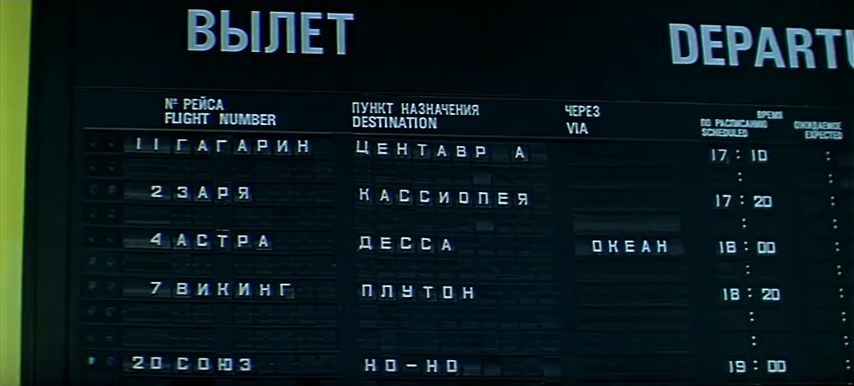 ВЫЛЕТ DEPARTU
№ РЕЙСА ПУНКТ НАЗНАЧЕНИЯ ЧЕРЕЗ ВРЕМЯ
FLIGHT NUMBER DESTINATION VIA ПО РАСПИСАНИЮ ОЖИДАЕМОЕ
SCHEDULED EXPECTED
11 ГАГАРИН ЦЕНТАВР А 17:10 :
2 ЗАРЯ КАССИОПЕЯ 17:20 :
4 АСТРА ДЕССА ОКЕАН 18:00 :
7 ВИКИНГ ПЛУТОН 18:20 :
20 СОЮЗ НО-НО 19:00 :